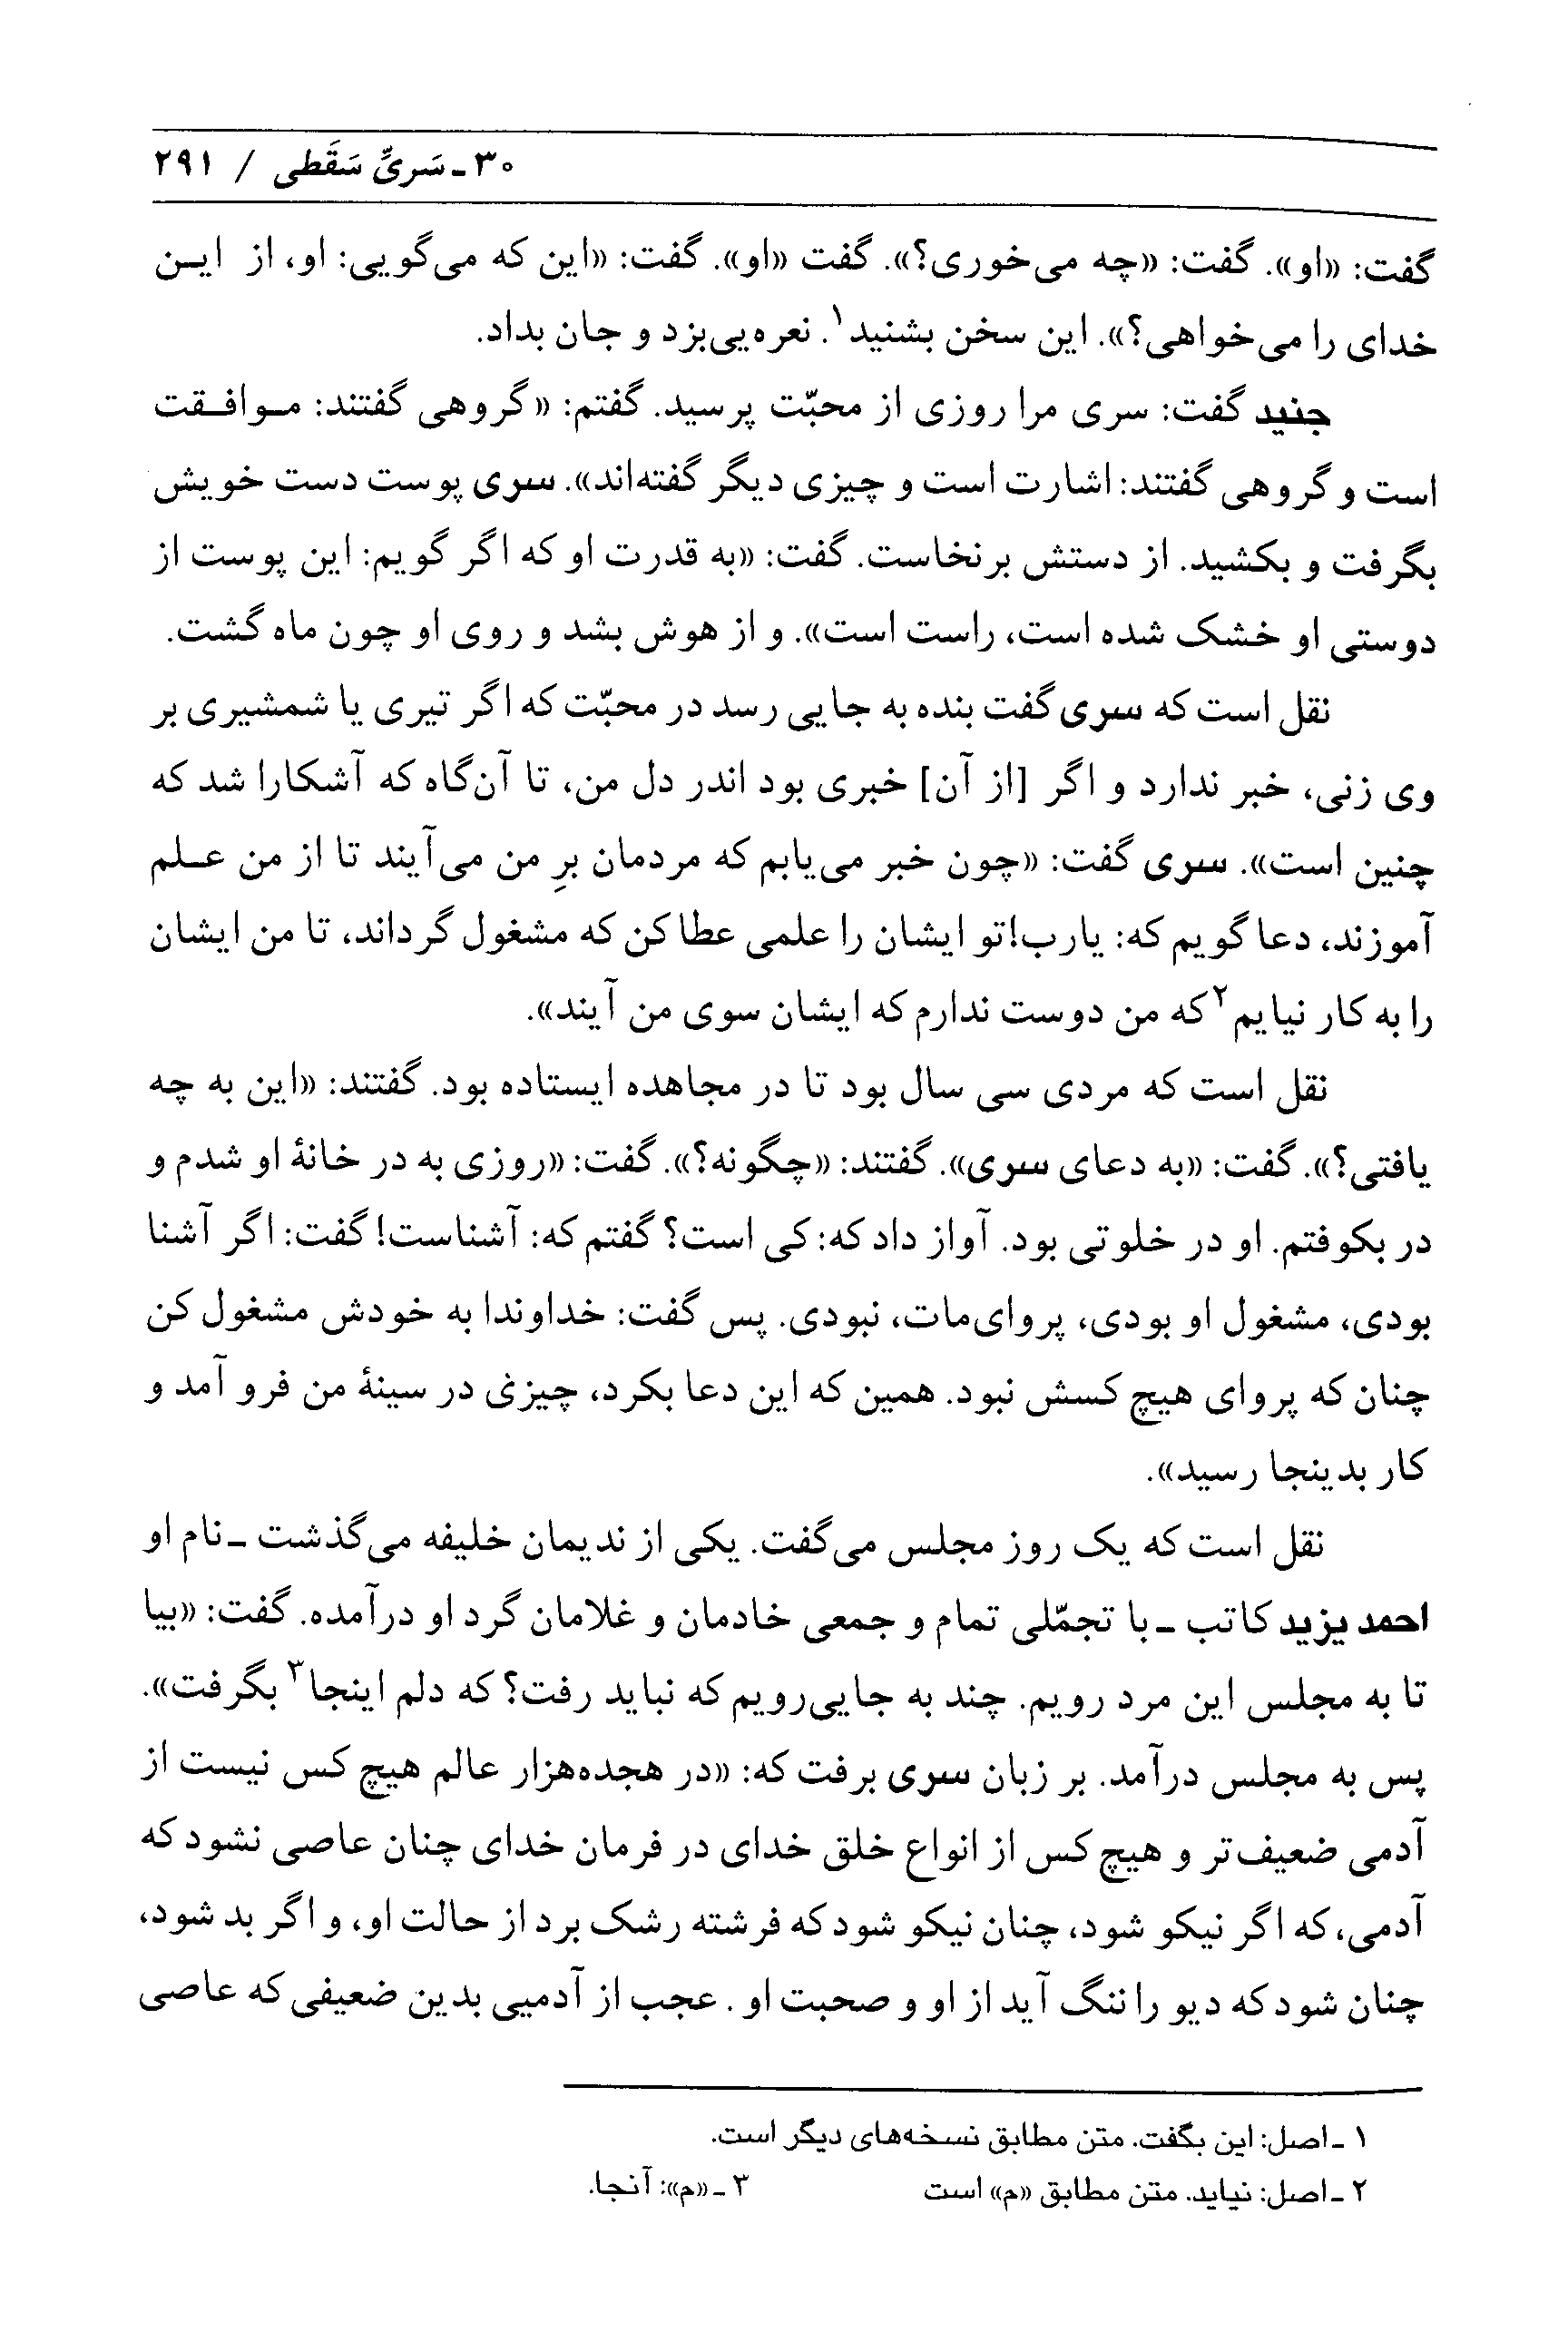 ۳۰ ـ سَریِّ سَقَطی / ۲۹۱
گفت: «او». گفت: «چه می‌خوری؟». گفت «او». گفت: «این که می‌گویی: او، از ایـن
خدای را می‌خواهی؟». این سخن بشنید۱. نعره‌یی‌بزد و جان بداد.
جنید گفت: سری مرا روزی از محبّت پرسید. گفتم: «گروهی گفتند: مـوافـقت
است و گروهی گفتند: اشارت است و چیزی دیگر گفته‌اند». سری پوست دست خویش
بگرفت و بکشید. از دستش برنخاست. گفت: «به قدرت او که اگر گویم: این پوست از
دوستی او خشک شده است، راست است». و از هوش بشد و روی او چون ماه گشت.
نقل است که سری گفت بنده به جایی رسد در محبّت که اگر تیری یا شمشیری بر
وی زنی، خبر ندارد و اگر [از آن] خبری بود اندر دل من، تا آن‌گاه که آشکارا شد که
چنین است». سری گفت: «چون خبر می‌یابم که مردمان برِ من می‌آیند تا از من عـلم
آموزند، دعا گویم که: یارب!تو ایشان را علمی عطا کن که مشغول گرداند، تا من ایشان
را به کار نیایم۲ که من دوست ندارم که ایشان سوی من آیند».
نقل است که مردی سی سال بود تا در مجاهده ایستاده بود. گفتند: «این به چه
یافتی؟». گفت: «به دعای سری». گفتند: «چگونه؟». گفت: «روزی به در خانهٔ او شدم و
در بکوفتم. او در خلوتی بود. آواز داد که: کی است؟ گفتم که: آشناست! گفت: اگر آشنا
بودی، مشغول او بودی، پروای‌مات، نبودی. پس گفت: خداوندا به خودش مشغول کن
چنان که پروای هیچ کسش نبود. همین که این دعا بکرد، چیزی در سینهٔ من فرو آمد و
کار بدینجا رسید».
نقل است که یک روز مجلس می‌گفت. یکی از ندیمان خلیفه می‌گذشت ـ نام او
احمد یزید کاتب ـ با تجمّلی تمام و جمعی خادمان و غلامان گرد او درآمده. گفت: «بیا
تا به مجلس این مرد رویم. چند به جایی‌رویم که نباید رفت؟ که دلم اینجا۳ بگرفت».
پس به مجلس درآمد. بر زبان سری برفت که: «در هجده‌هزار عالم هیچ کس نیست از
آدمی ضعیف‌تر و هیچ کس از انواع خلق خدای در فرمان خدای چنان عاصی نشود که
آدمی، که اگر نیکو شود، چنان نیکو شود که فرشته رشک برد از حالت او، و اگر بد شود،
چنان شود که دیو را ننگ آید از او و صحبت او . عجب از آدمیی بدین ضعیفی که عاصی
۱ ـ اصل: این بگفت. متن مطابق نسخه‌های دیگر است.
۲ ـ اصل: نیاید. متن مطابق «م» است ۳ ـ «م»: آنجا.